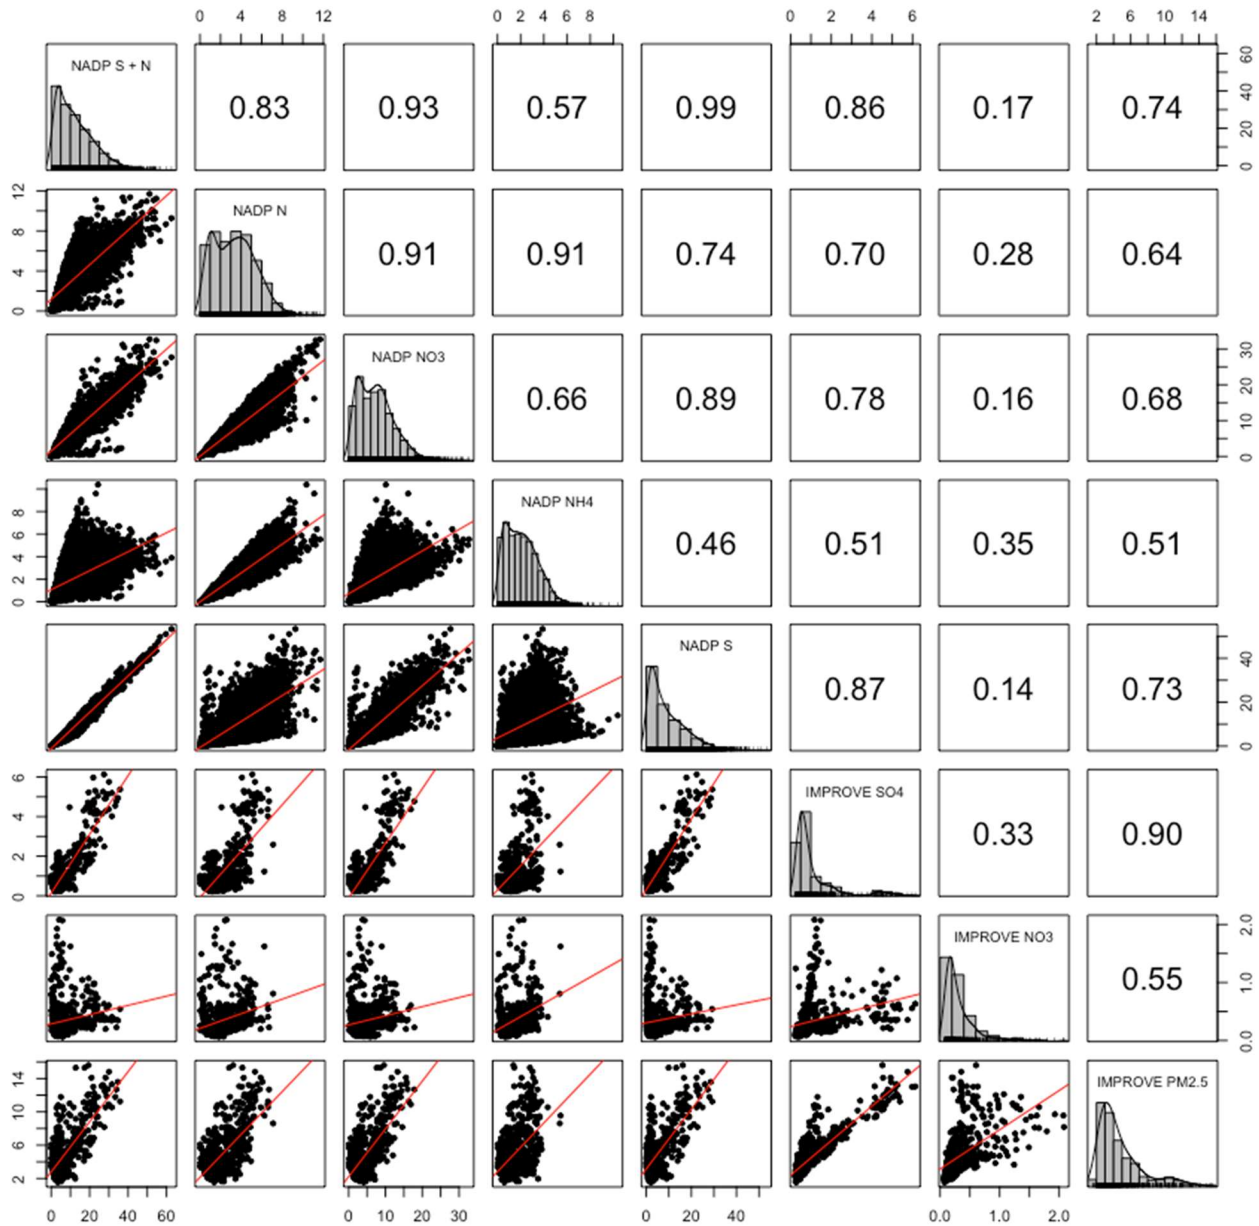 0 12
0 2 4 6 8
0 2 4 6
2 6 10 14
NADP S + N
0.83 0.93 0.57 0.99 0.86 0.17 0.74
0 20 40 60
0 4 8 12
NADP N
0.91 0.91 0.74 0.70 0.28 0.64
NADP NO3
0.66 0.89 0.78 0.16 0.68
0 10 20 30
0 2 4 8
NADP NH4
0.46 0.51 0.35 0.51
NADP S
0.87 0.14 0.73
0 20 40
0 2 4 6
IMPROVE SO4
0.33 0.90
IMPROVE NO3
0.55
0.0 1.0 2.0
2 6 10 14
IMPROVE PM2.5
0 20 40 60
0 4 8 12
0 10 20 30
0 20 40
0.0 1.0 2.0